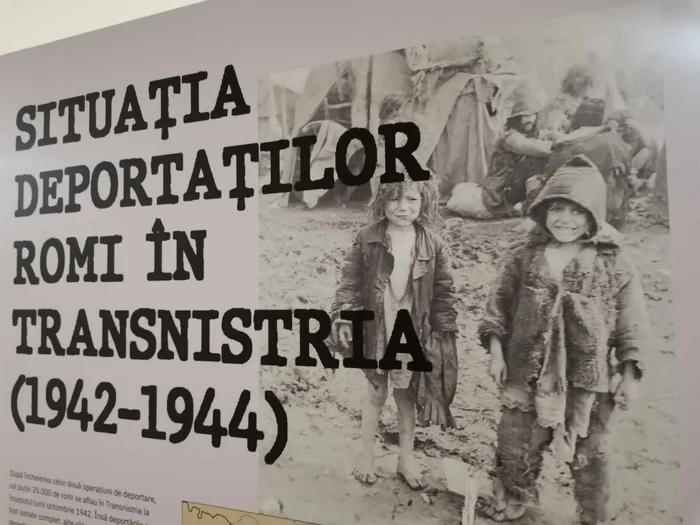 SITUAȚIA
DEPORTAȚILOR
ROMI ÎN
TRANSNISTRIA
(1942-1944)
După încheierea celor două operațiuni de deportare,
cel puțin 25.000 de romi se aflau în Transnistria la
începutul lunii octombrie 1942. Însă deportările